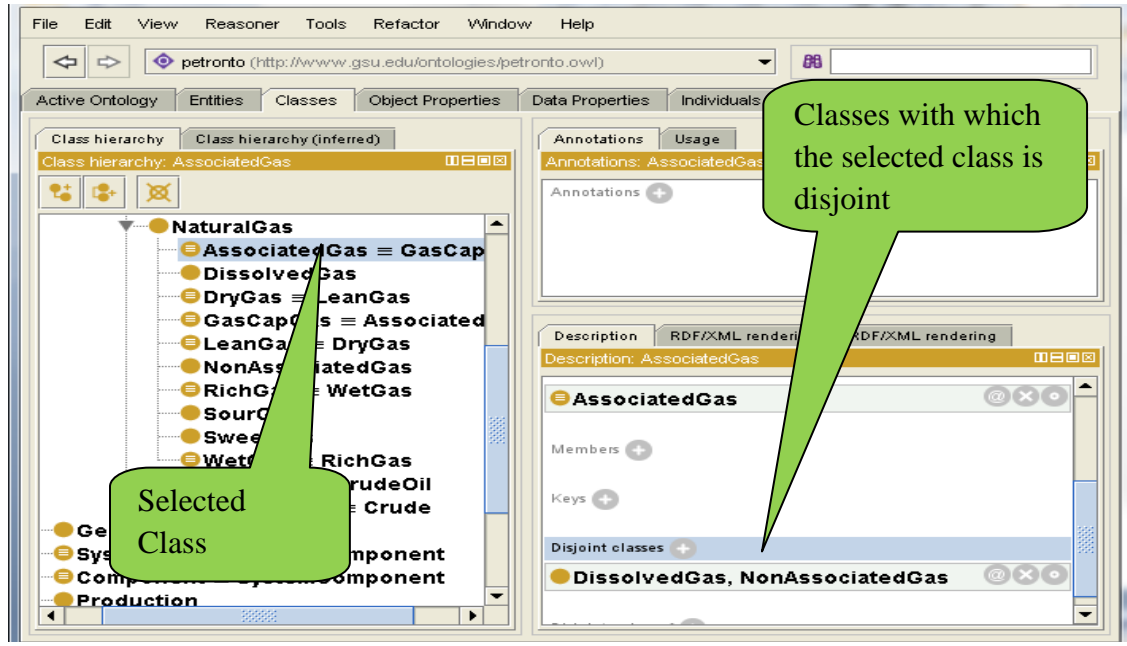 File Edit View Reasoner Tools Refactor Window Help
petronto (http://www.gsu.edu/ontologies/petronto.owl)
Active Ontology Entities Classes Object Properties Data Properties Individuals
Classes with which
the selected class is
disjoint
Class hierarchy Class hierarchy (inferred)
Class hierarchy: AssociatedGas
NaturalGas
AssociatedGas ≡ GasCap
DissolvedGas
DryGas ≡ LeanGas
GasCapGas ≡ Associated
LeanGas ≡ DryGas
NonAssociatedGas
RichGas ≡ WetGas
Sour
Swee
WetGas ≡ RichGas
rudeOil
≡ Crude
Selected
Class
Ge
Sys mponent
Component ≡ SystemComponent
Production
Annotations Usage
Annotations: AssociatedGas
Annotations
Description RDF/XML rendering RDF/XML rendering
Description: AssociatedGas
AssociatedGas
Members
Keys
Disjoint classes
DissolvedGas, NonAssociatedGas